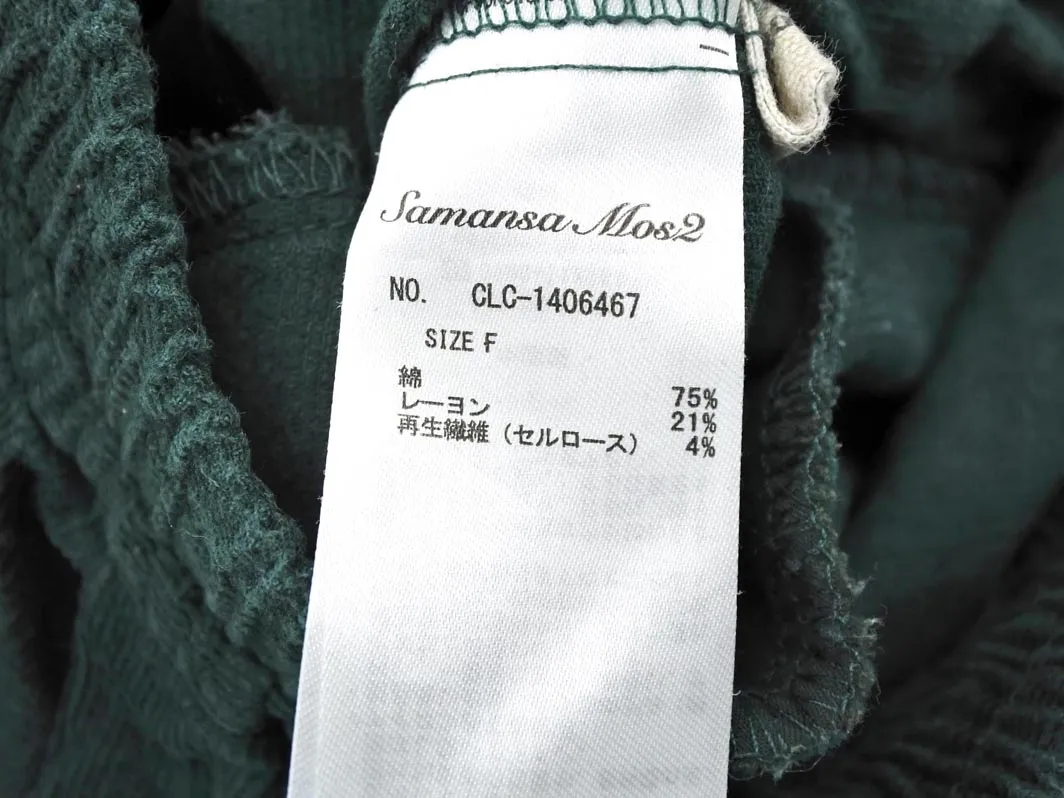 Samansa Mos2
NO. CLC-1406467
SIZE F
綿 75%
レーヨン 21%
再生繊維（セルロース） 4%